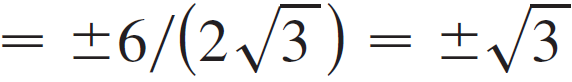 = ±6/(2√3) = ±√3